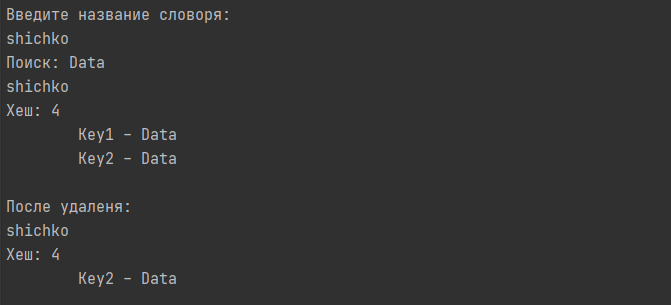 Введите название словоря:
shichko
Поиск: Data
shichko
Хеш: 4
Key1 – Data
Key2 – Data
После удаленя:
shichko
Хеш: 4
Key2 – Data